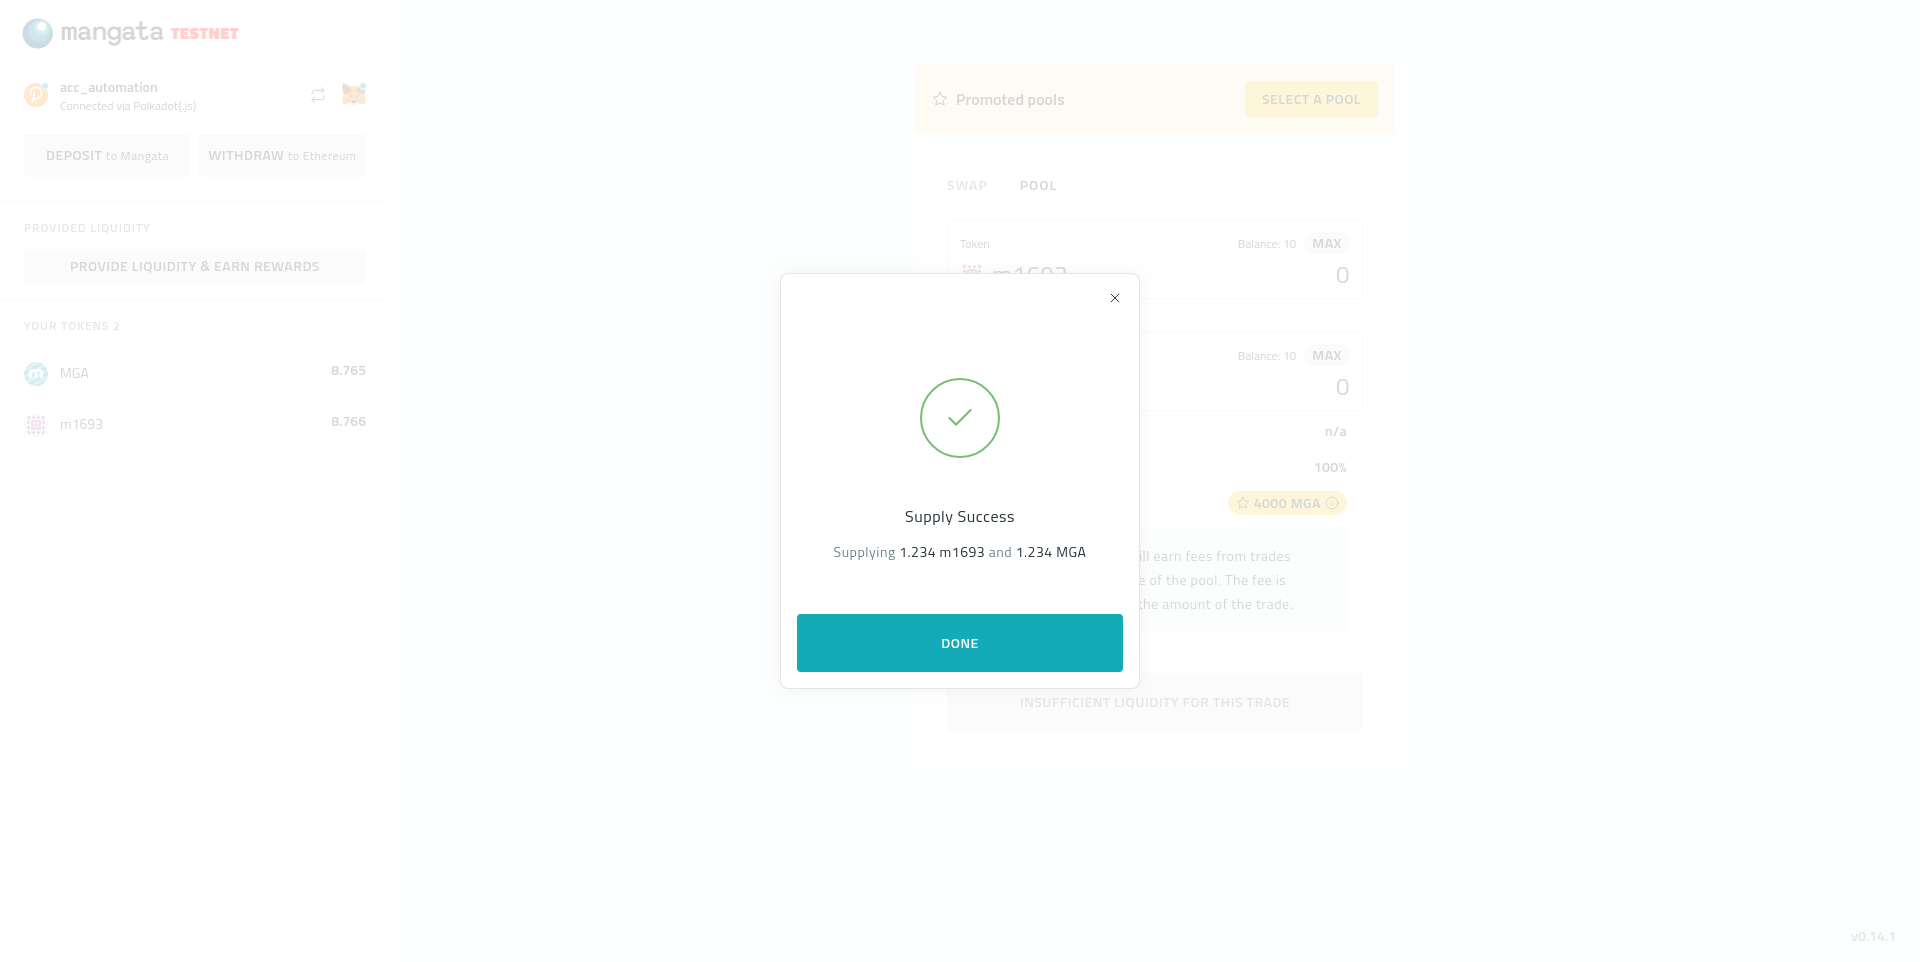 mangata TESTNET
acc_automation
Connected via Polkadot{.js}
DEPOSIT to Mangata
WITHDRAW to Ethereum
PROVIDED LIQUIDITY
PROVIDE LIQUIDITY & EARN REWARDS
YOUR TOKENS 2
MGA 8.765
m1693 8.766
Promoted pools
SELECT A POOL
SWAP POOL
Token
Balance: 10 MAX
m1693 0
Balance: 10 MAX
0
n/a
100%
4000 MGA
ill earn fees from trades
e of the pool. The fee is
the amount of the trade.
INSUFFICIENT LIQUIDITY FOR THIS TRADE
Supply Success
Supplying 1.234 m1693 and 1.234 MGA
DONE
v0.14.1